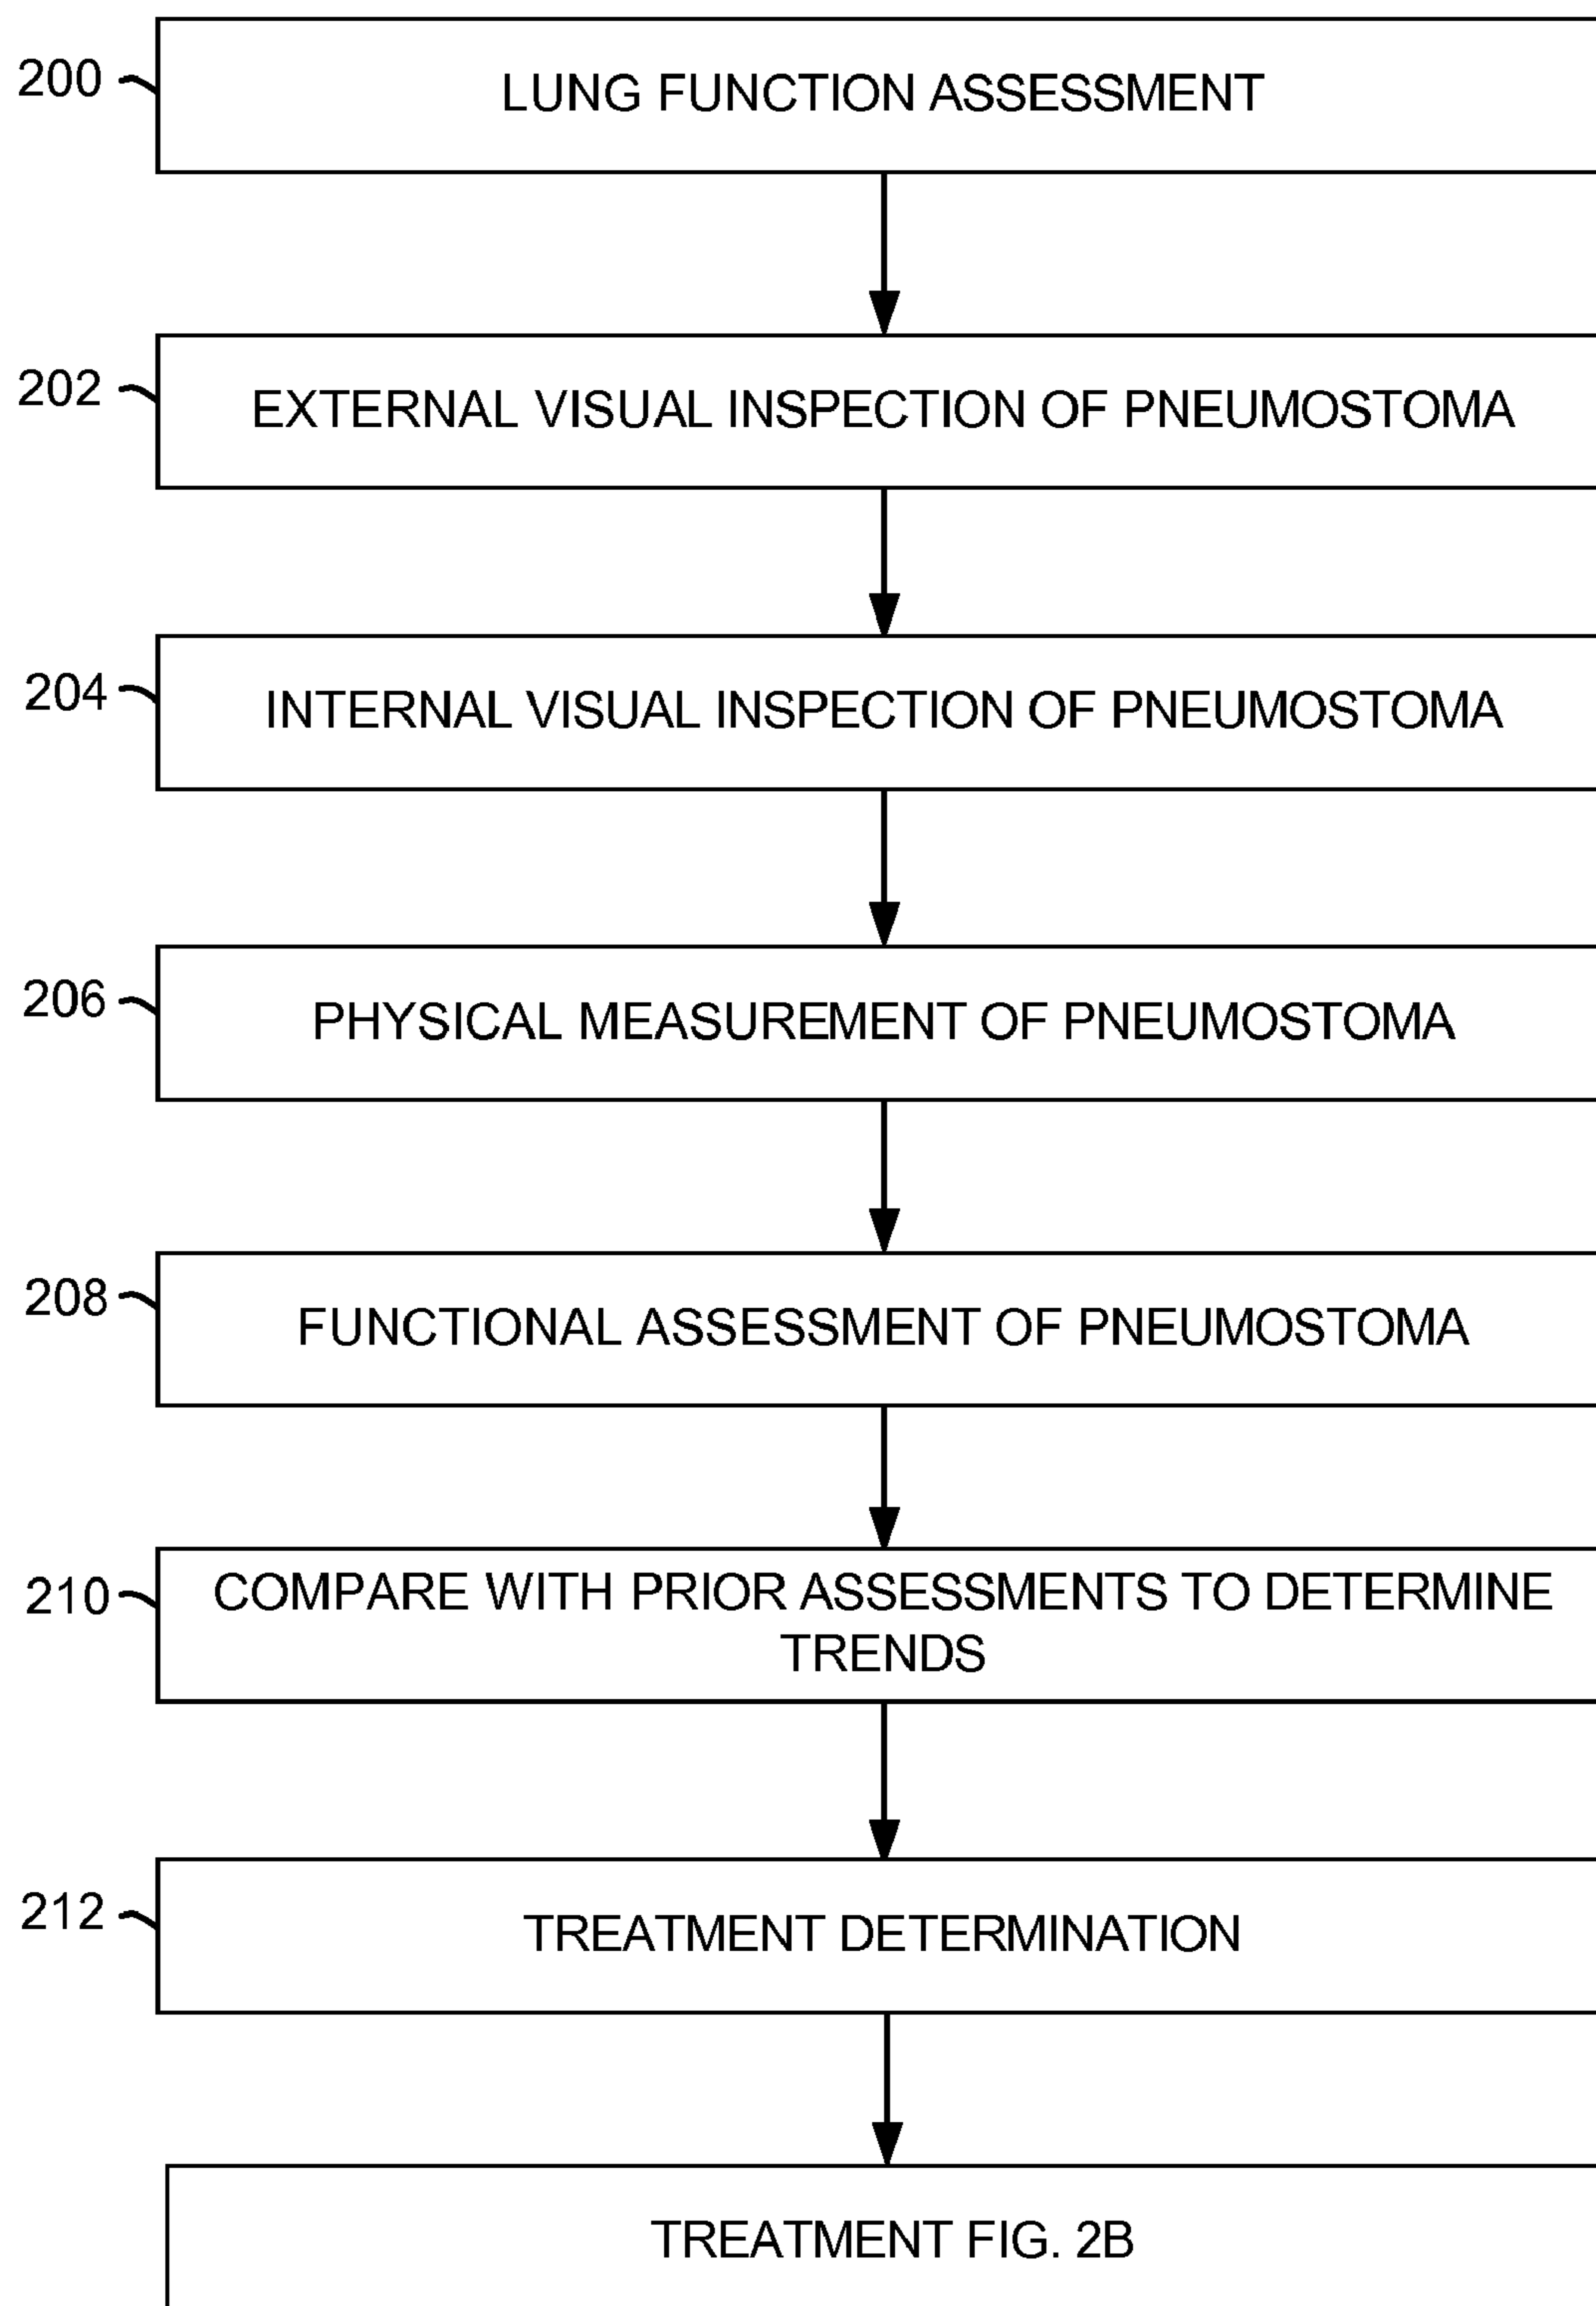 200
LUNG FUNCTION ASSESSMENT
202
EXTERNAL VISUAL INSPECTION OF PNEUMOSTOMA
204
INTERNAL VISUAL INSPECTION OF PNEUMOSTOMA
206
PHYSICAL MEASUREMENT OF PNEUMOSTOMA
208
FUNCTIONAL ASSESSMENT OF PNEUMOSTOMA
210
COMPARE WITH PRIOR ASSESSMENTS TO DETERMINE
TRENDS
212
TREATMENT DETERMINATION
TREATMENT FIG. 2B